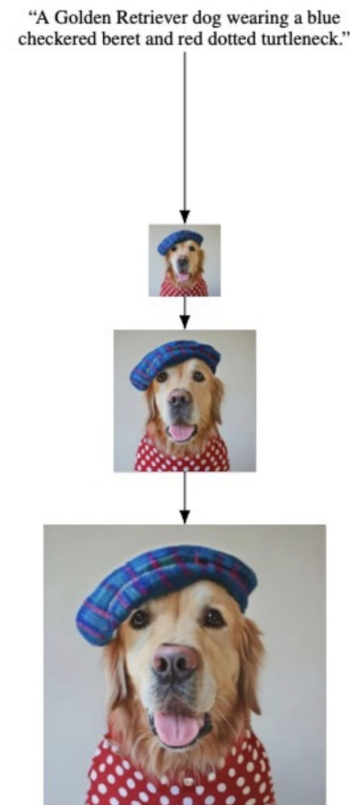 “A Golden Retriever dog wearing a blue
checkered beret and red dotted turtleneck.”